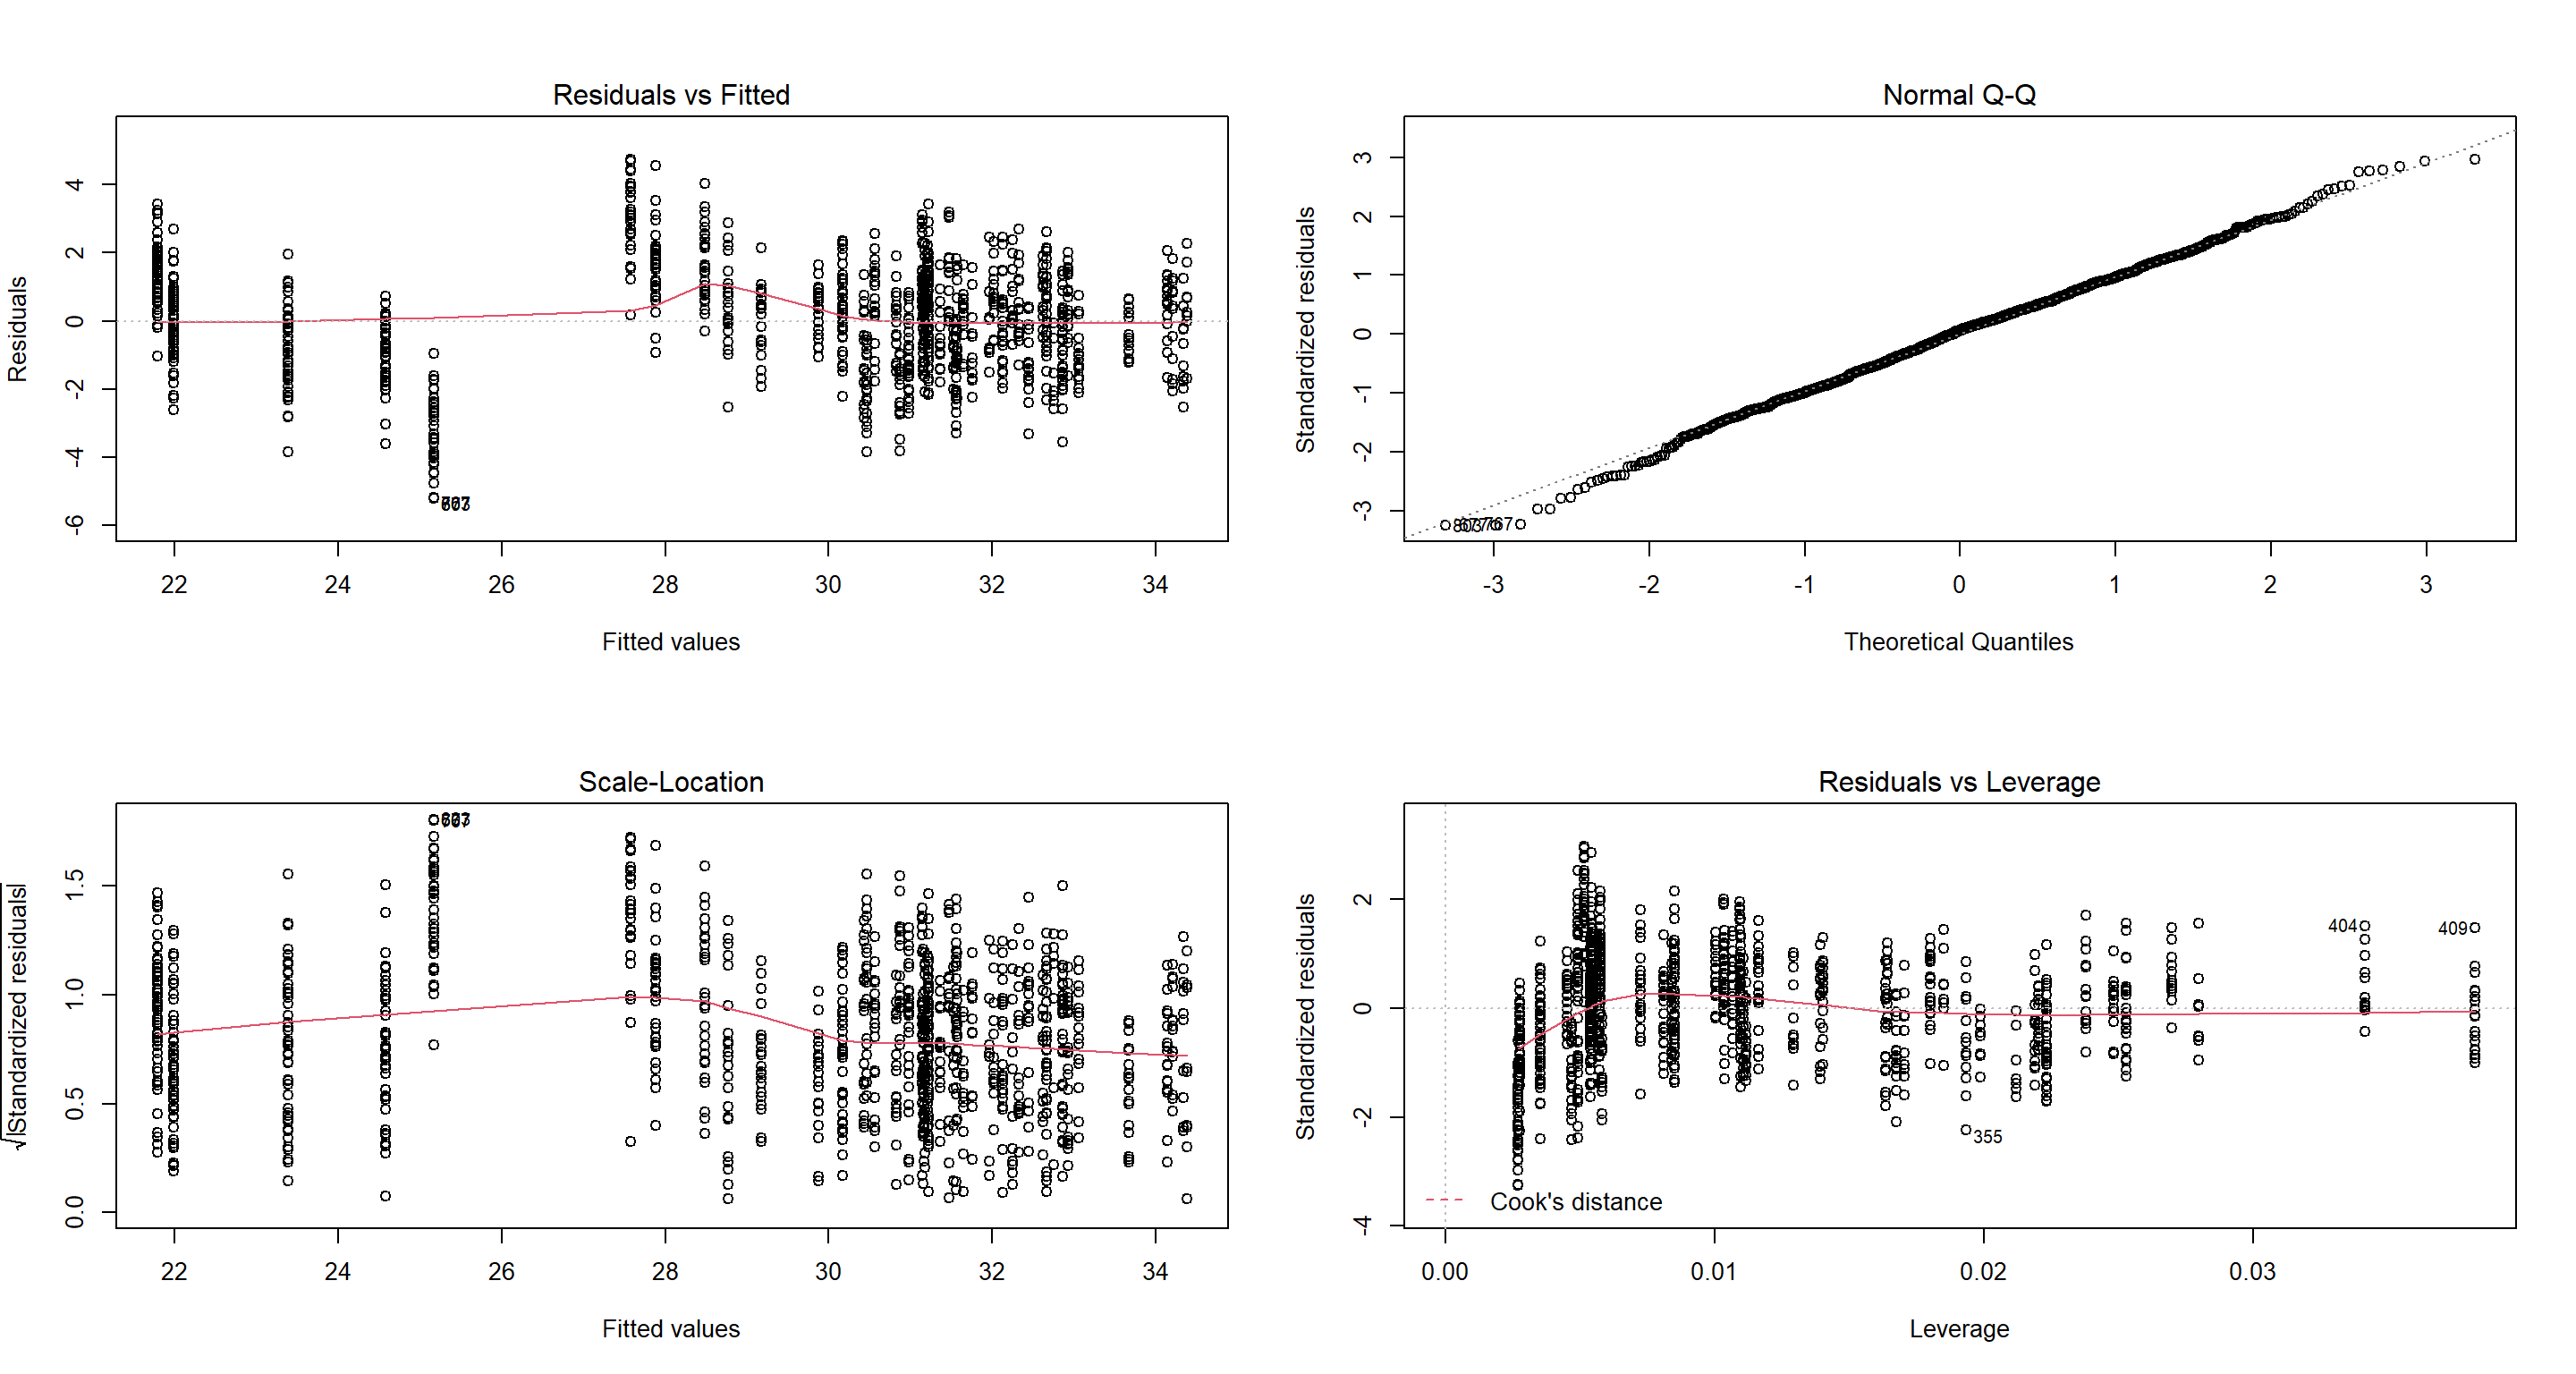 Residuals vs Fitted
Residuals
4
2
0
-2
-4
-6
22 24 26 28 30 32 34
Fitted values
Normal Q-Q
Standardized residuals
3
2
1
0
-1
-2
-3
-3 -2 -1 0 1 2 3
Theoretical Quantiles
Scale-Location
√|Standardized residuals|
1.5
1.0
0.5
0.0
22 24 26 28 30 32 34
Fitted values
Residuals vs Leverage
Standardized residuals
2
0
-2
-4
404
409
355
Cook's distance
0.00 0.01 0.02 0.03
Leverage